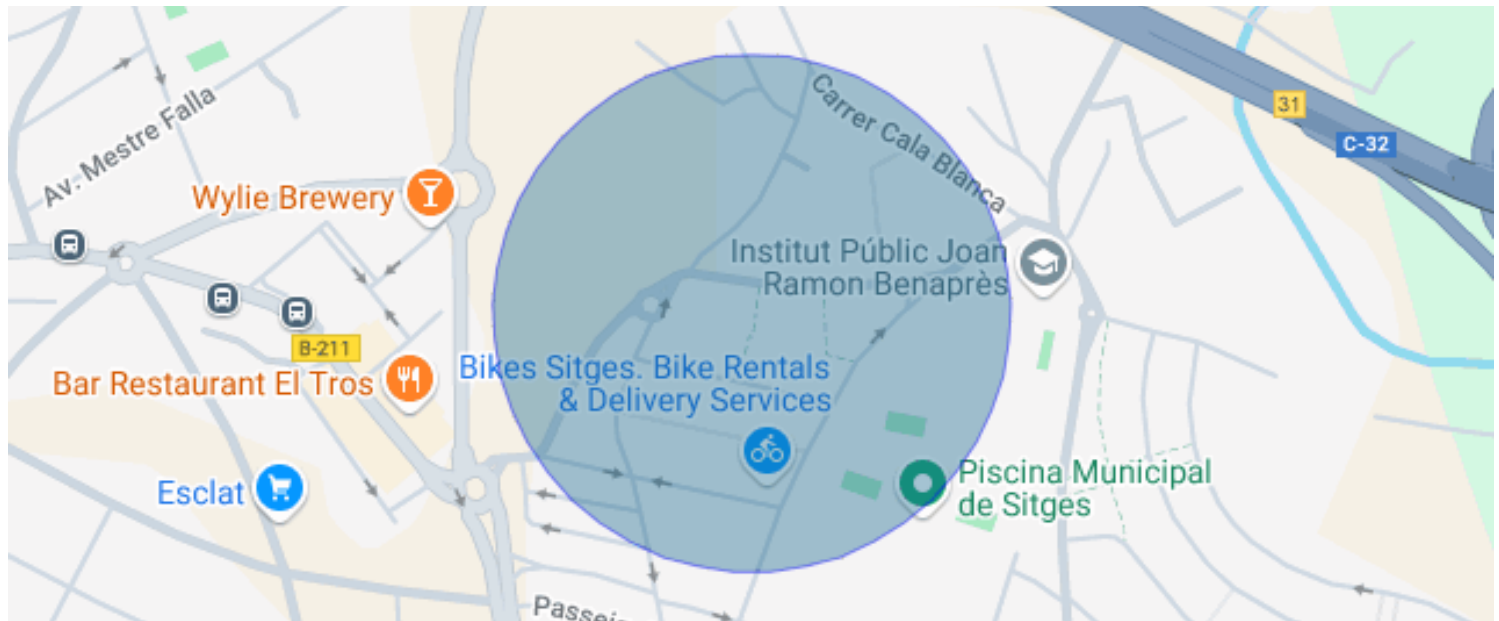 Av. Mestre Falla
Wylie Brewery
Carrer Cala Blanca
31
C-32
Institut Públic Joan
Ramon Benaprès
B-211
Bar Restaurant El Tros
Bikes Sitges. Bike Rentals
& Delivery Services
Esclat
Piscina Municipal
de Sitges
Passeig